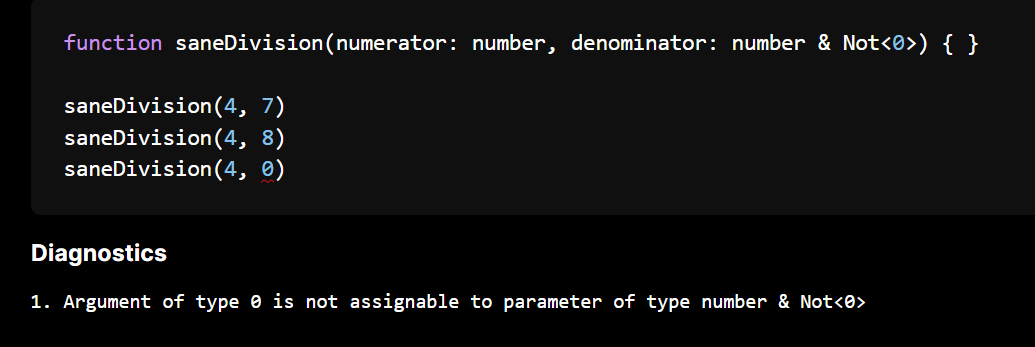 function saneDivision(numerator: number, denominator: number & Not<0>) { }
saneDivision(4, 7)
saneDivision(4, 8)
saneDivision(4, 0)
Diagnostics
1. Argument of type 0 is not assignable to parameter of type number & Not<0>